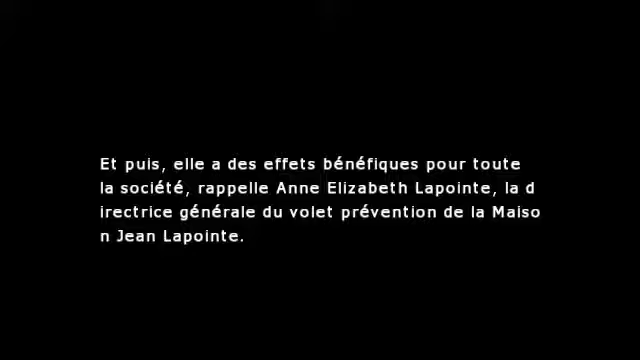 Et puis, elle a des effets bénéfiques pour toute
la société, rappelle Anne Elizabeth Lapointe, la d
irectrice générale du volet prévention de la Maiso
n Jean Lapointe.